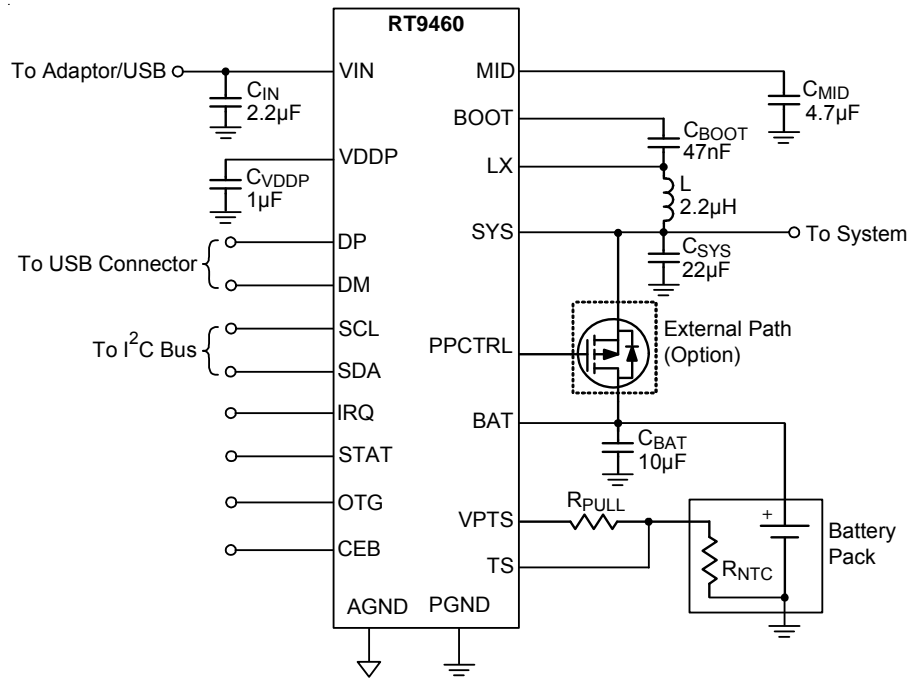 RT9460
To Adaptor/USB
VIN
MID
CIN
2.2µF
CMID
4.7µF
BOOT
CBOOT
47nF
VDDP
LX
CVDDP
1µF
L
2.2µH
DP
SYS
To System
CSYS
22µF
To USB Connector
DM
SCL
External Path
(Option)
To I2C Bus
PPCTRL
SDA
IRQ
BAT
CBAT
10µF
STAT
OTG
RPULL
VPTS
+
Battery
Pack
CEB
TS
RNTC
AGND
PGND